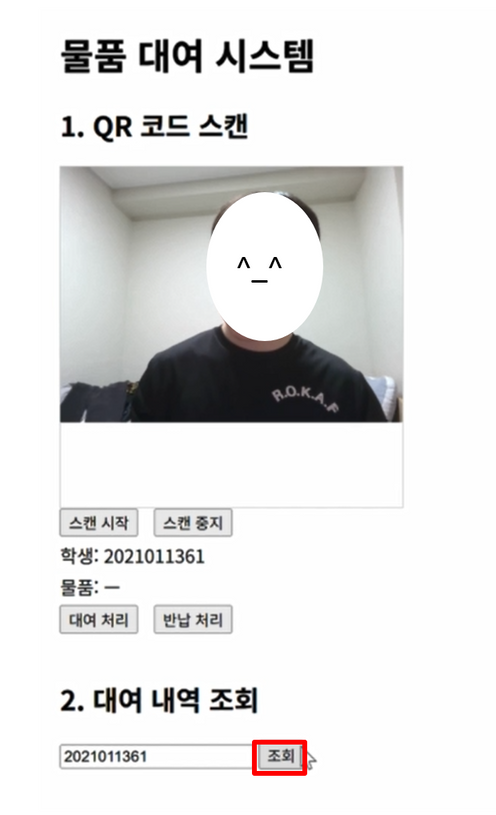 물품 대여 시스템
1. QR 코드 스캔
^_^
R.O.K.A.F
스캔 시작 스캔 중지
학생: 2021011361
물품: —
대여 처리 반납 처리
2. 대여 내역 조회
2021011361 조회